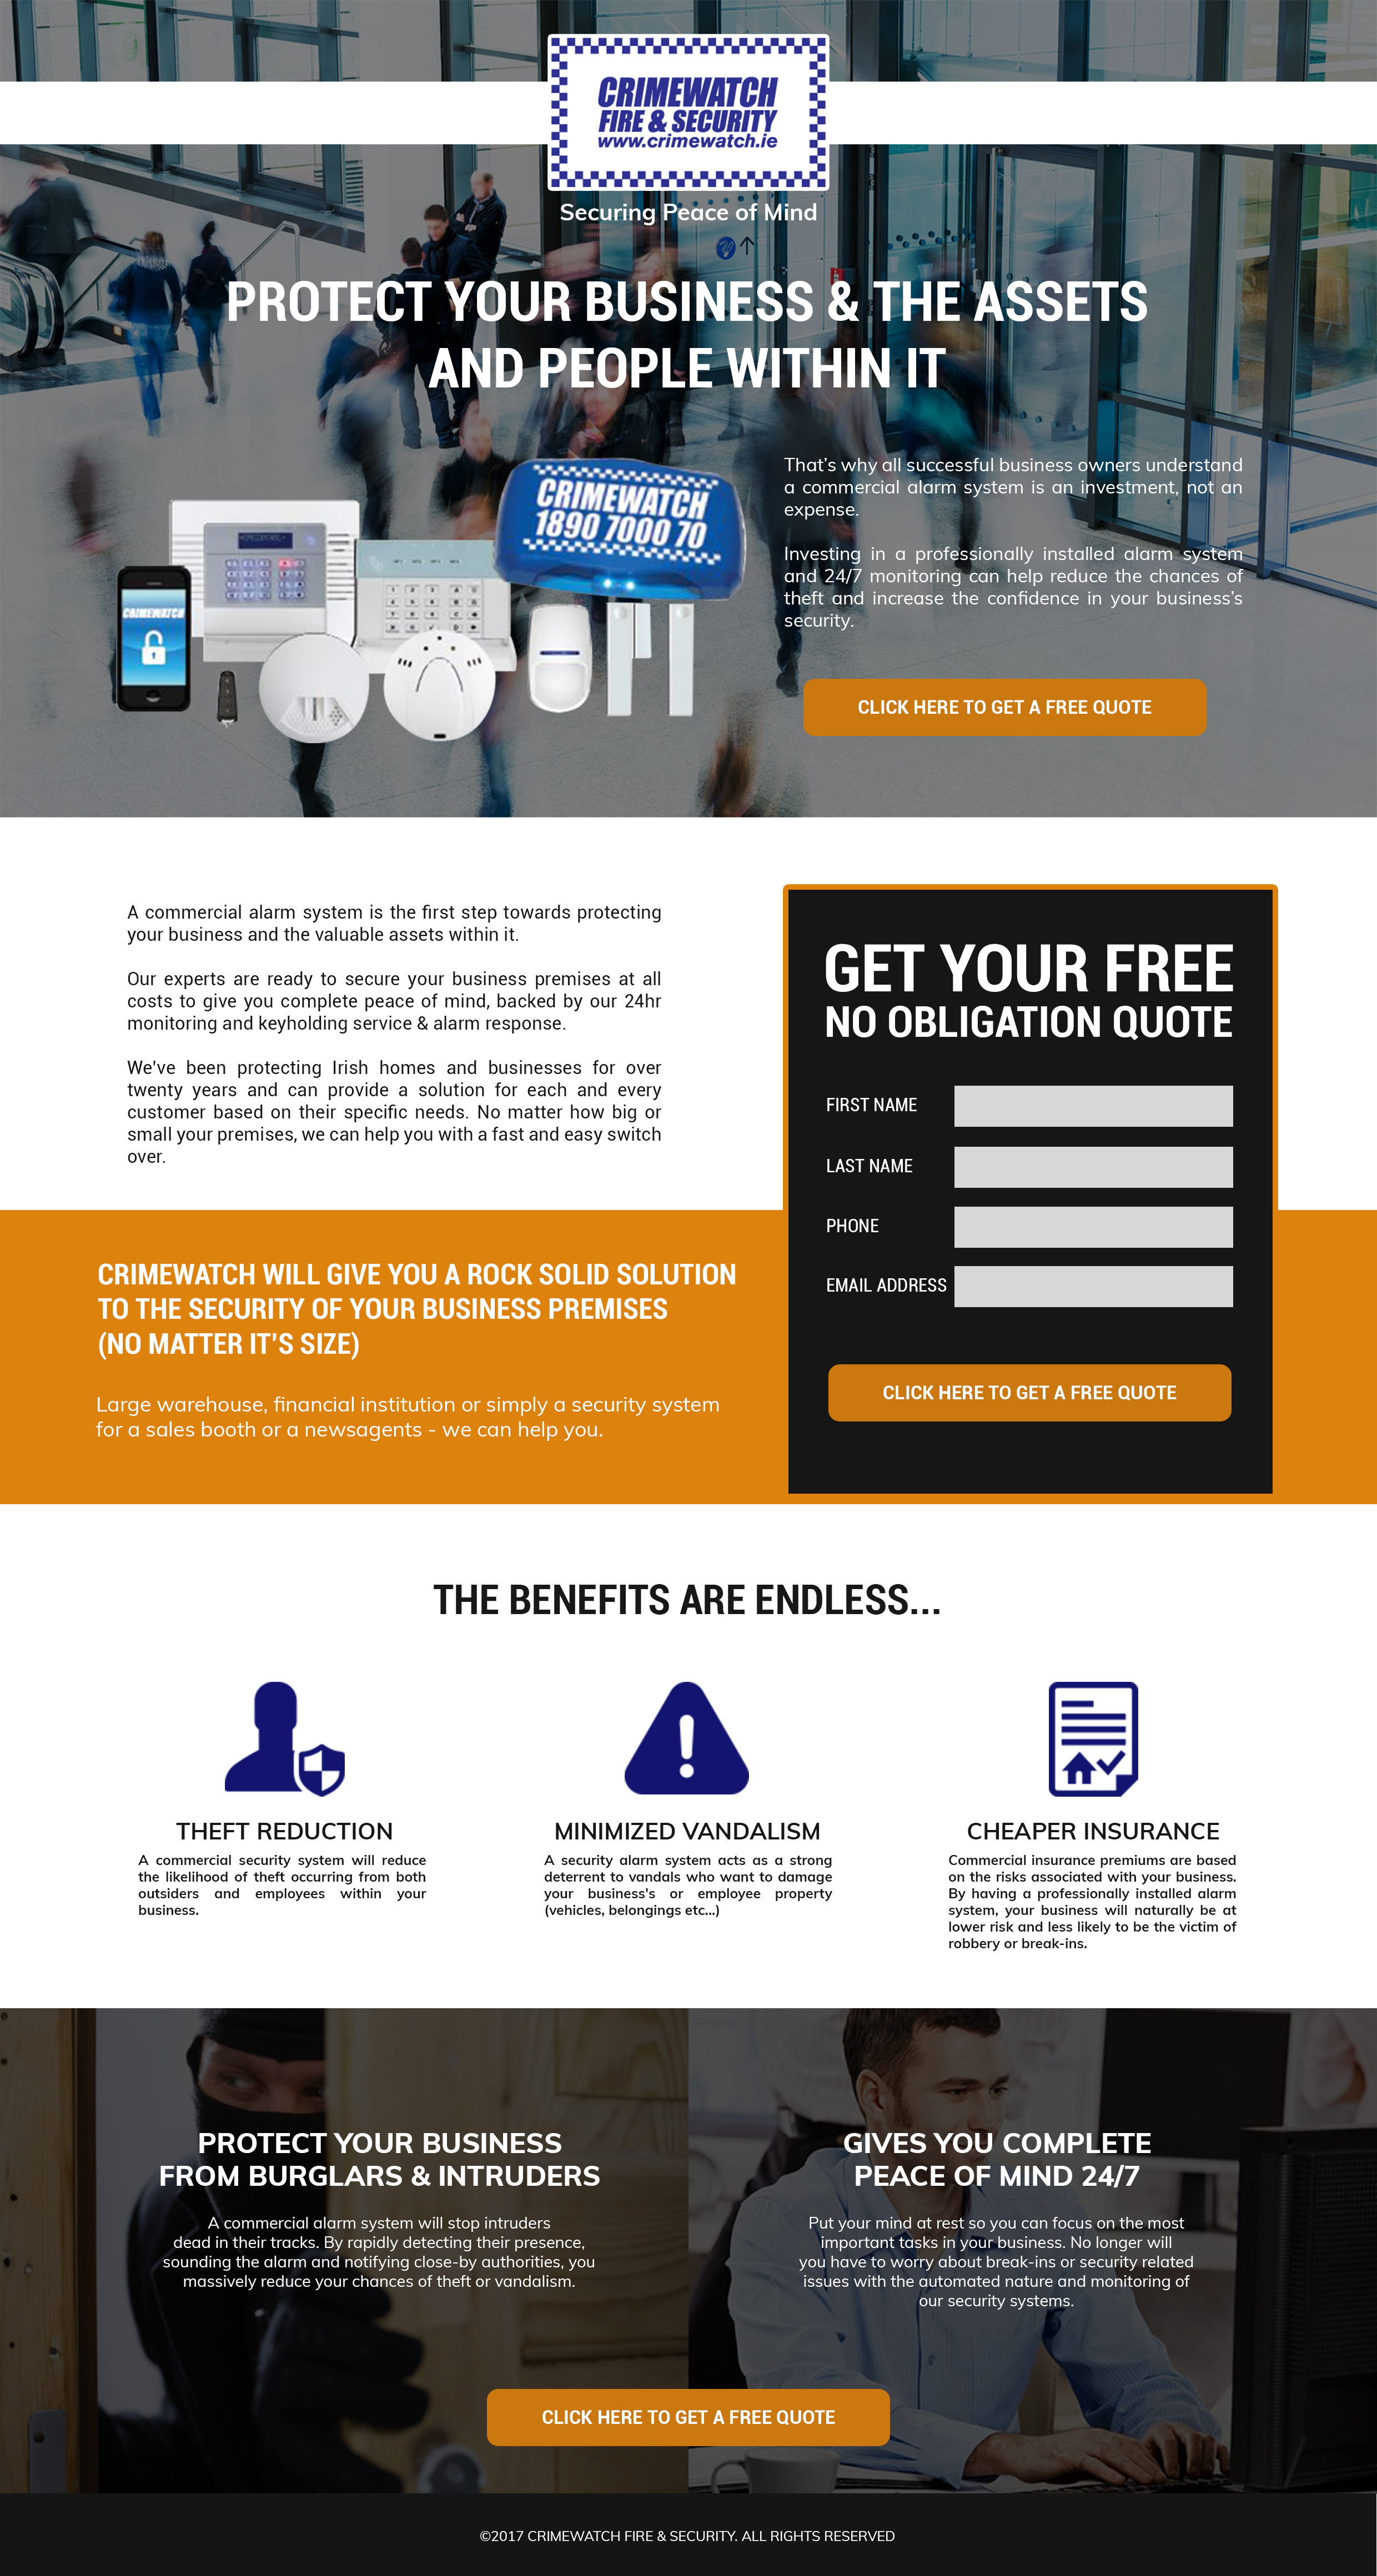 CRIMEWATCH
FIRE & SECURITY
www.crimewatch.ie
Securing Peace of Mind
PROTECT YOUR BUSINESS & THE ASSETS
AND PEOPLE WITHIN IT
CRIMEWATCH
1890 7000 70
CRIMEWATCH
That’s why all successful business owners understand
a commercial alarm system is an investment, not an
expense.
Investing in a professionally installed alarm system
and 24/7 monitoring can help reduce the chances of
theft and increase the confidence in your business’s
security.
CLICK HERE TO GET A FREE QUOTE
A commercial alarm system is the first step towards protecting
your business and the valuable assets within it.
Our experts are ready to secure your business premises at all
costs to give you complete peace of mind, backed by our 24hr
monitoring and keyholding service & alarm response.
We've been protecting Irish homes and businesses for over
twenty years and can provide a solution for each and every
customer based on their specific needs. No matter how big or
small your premises, we can help you with a fast and easy switch
over.
GET YOUR FREE
NO OBLIGATION QUOTE
FIRST NAME
LAST NAME
PHONE
EMAIL ADDRESS
CLICK HERE TO GET A FREE QUOTE
CRIMEWATCH WILL GIVE YOU A ROCK SOLID SOLUTION
TO THE SECURITY OF YOUR BUSINESS PREMISES
(NO MATTER IT’S SIZE)
Large warehouse, financial institution or simply a security system
for a sales booth or a newsagents - we can help you.
THE BENEFITS ARE ENDLESS...
THEFT REDUCTION
A commercial security system will reduce
the likelihood of theft occurring from both
outsiders and employees within your
business.
MINIMIZED VANDALISM
A security alarm system acts as a strong
deterrent to vandals who want to damage
your business's or employee property
(vehicles, belongings etc...)
CHEAPER INSURANCE
Commercial insurance premiums are based
on the risks associated with your business.
By having a professionally installed alarm
system, your business will naturally be at
lower risk and less likely to be the victim of
robbery or break-ins.
PROTECT YOUR BUSINESS
FROM BURGLARS & INTRUDERS
A commercial alarm system will stop intruders
dead in their tracks. By rapidly detecting their presence,
sounding the alarm and notifying close-by authorities, you
massively reduce your chances of theft or vandalism.
GIVES YOU COMPLETE
PEACE OF MIND 24/7
Put your mind at rest so you can focus on the most
important tasks in your business. No longer will
you have to worry about break-ins or security related
issues with the automated nature and monitoring of
our security systems.
CLICK HERE TO GET A FREE QUOTE
©2017 CRIMEWATCH FIRE & SECURITY. ALL RIGHTS RESERVED